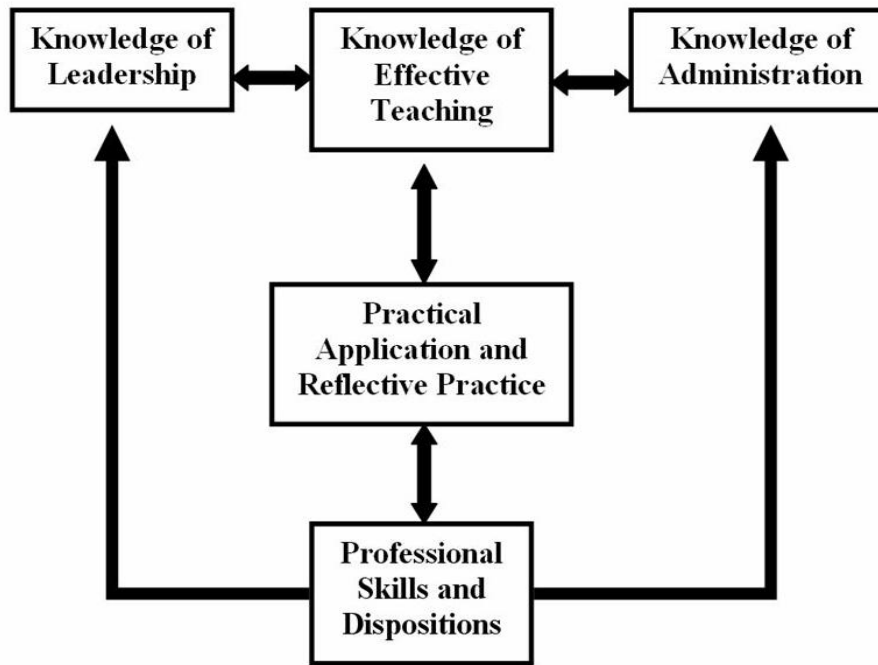 Knowledge of
Leadership
Knowledge of
Effective
Teaching
Knowledge of
Administration
Practical
Application and
Reflective Practice
Professional
Skills and
Dispositions